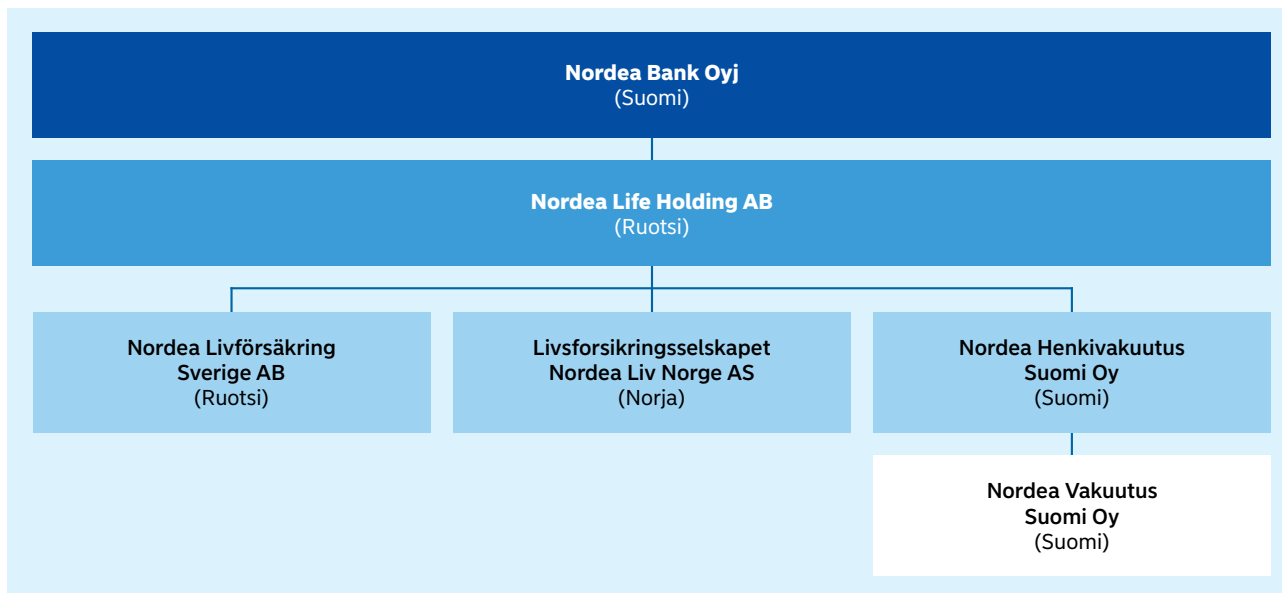 Nordea Bank Oyj
(Suomi)
Nordea Life Holding AB
(Ruotsi)
Nordea Livförsäkring
Sverige AB
(Ruotsi)
Livsforsikringsselskapet
Nordea Liv Norge AS
(Norja)
Nordea Henkivakuutus
Suomi Oy
(Suomi)
Nordea Vakuutus
Suomi Oy
(Suomi)